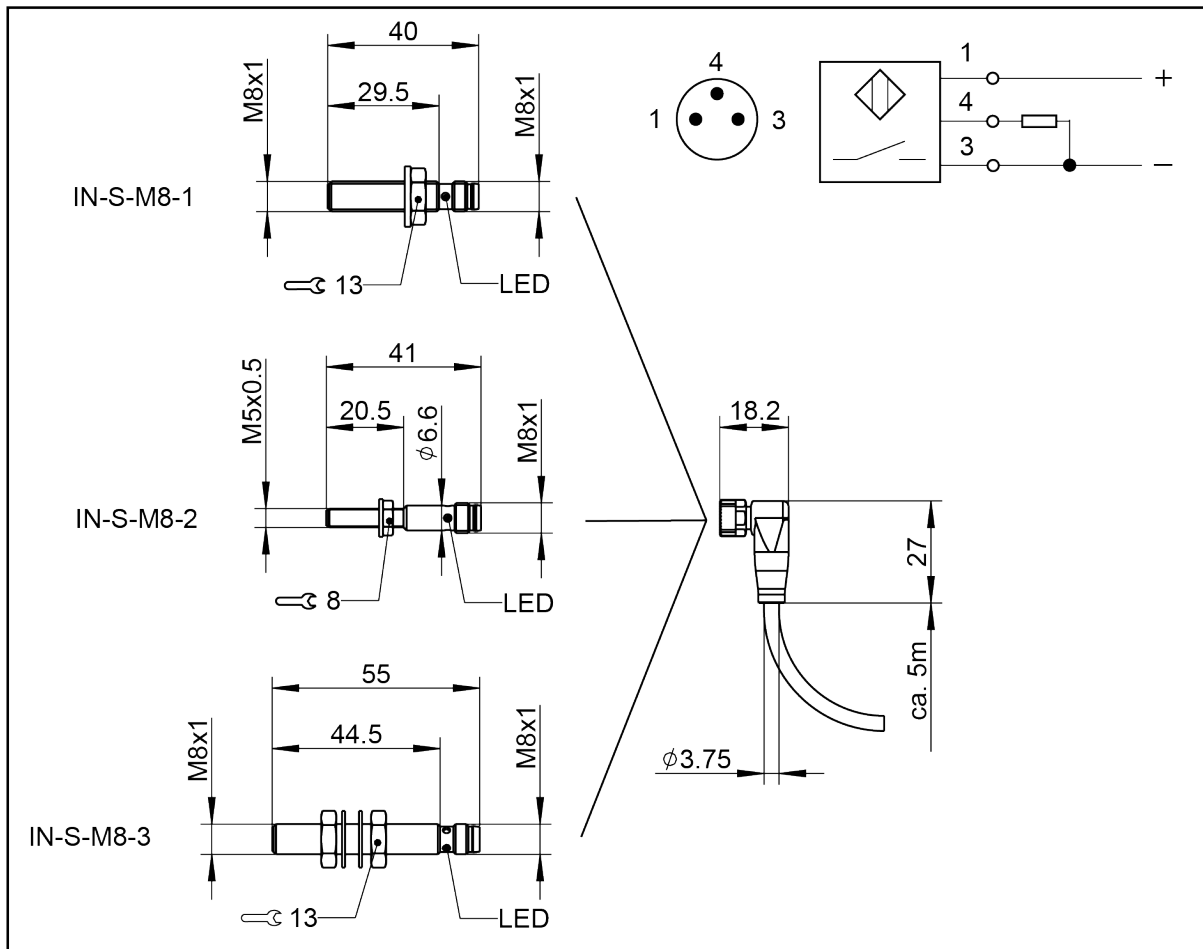 40
29.5
M8x1
M8x1
IN-S-M8-1
13
LED
4
1
3
1
4
3
+
−
41
20.5
M5x0.5
ϕ6.6
M8x1
IN-S-M8-2
8
LED
18.2
27
ca. 5m
ϕ3.75
55
44.5
M8x1
M8x1
IN-S-M8-3
13
LED